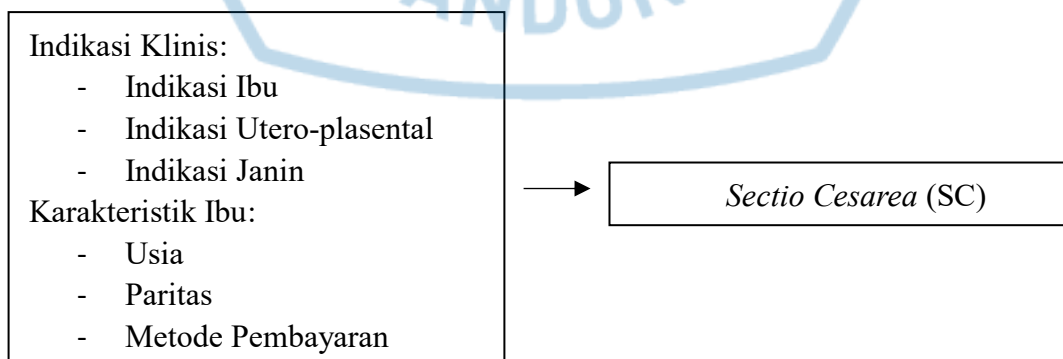 Indikasi Klinis:
- Indikasi Ibu
- Indikasi Utero-plasental
- Indikasi Janin
Karakteristik Ibu:
- Usia
- Paritas
- Metode Pembayaran
Sectio Cesarea (SC)